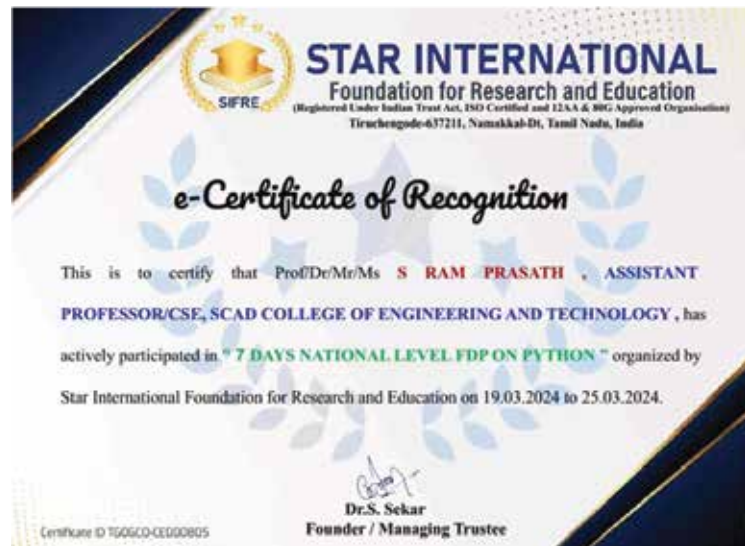 SIFRE
STAR INTERNATIONAL
Foundation for Research and Education
(Registered Under Indian Trust Act, ISO Certified and 12AA & 80G Approved Organisation)
Tiruchengode-637211, Namakkal-Dt, Tamil Nadu, India
e-Certificate of Recognition
This is to certify that Prof/Dr/Mr/Ms S RAM PRASATH , ASSISTANT
PROFESSOR/CSE, SCAD COLLEGE OF ENGINEERING AND TECHNOLOGY , has
actively participated in " 7 DAYS NATIONAL LEVEL FDP ON PYTHON " organized by
Star International Foundation for Research and Education on 19.03.2024 to 25.03.2024.
Dr.S. Sekar
Founder / Managing Trustee
Certificate ID